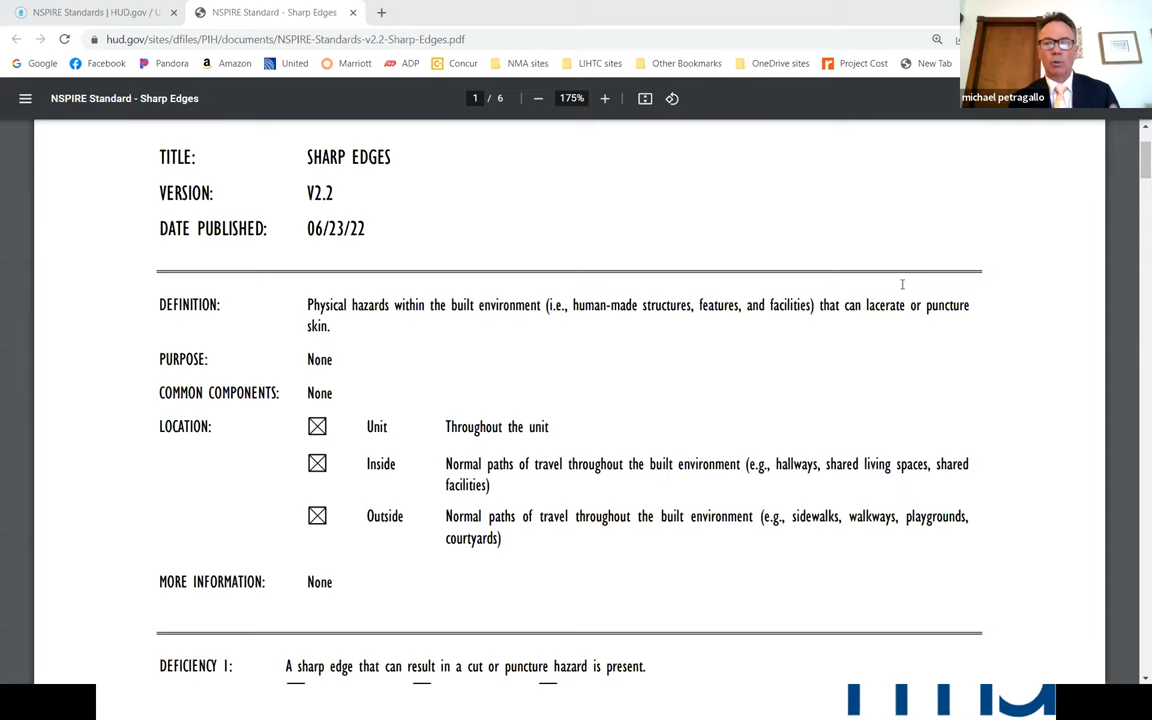 NSPIRE Standards | HUD.gov / U
NSPIRE Standard - Sharp Edges
hud.gov/sites/dfiles/PIH/documents/NSPIRE-Standards-v2.2-Sharp-Edges.pdf
Google Facebook Pandora Amazon United Marriott ADP Concur NMA sites LIHTC sites Other Bookmarks OneDrive sites Project Cost New Tab
michael petragallo
NSPIRE Standard - Sharp Edges 1 / 6 175%
TITLE: SHARP EDGES
VERSION: V2.2
DATE PUBLISHED: 06/23/22
DEFINITION: Physical hazards within the built environment (i.e., human-made structures, features, and facilities) that can lacerate or puncture
skin.
PURPOSE: None
COMMON COMPONENTS: None
LOCATION: Unit Throughout the unit
Inside Normal paths of travel throughout the built environment (e.g., hallways, shared living spaces, shared
facilities)
Outside Normal paths of travel throughout the built environment (e.g., sidewalks, walkways, playgrounds,
courtyards)
MORE INFORMATION: None
DEFICIENCY 1: A sharp edge that can result in a cut or puncture hazard is present.